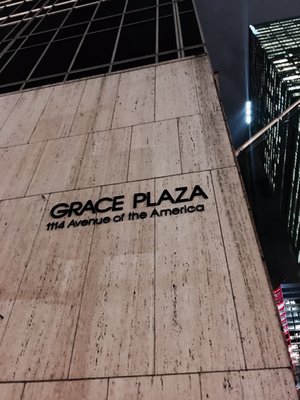 GRACE PLAZA
1114 Avenue of the America